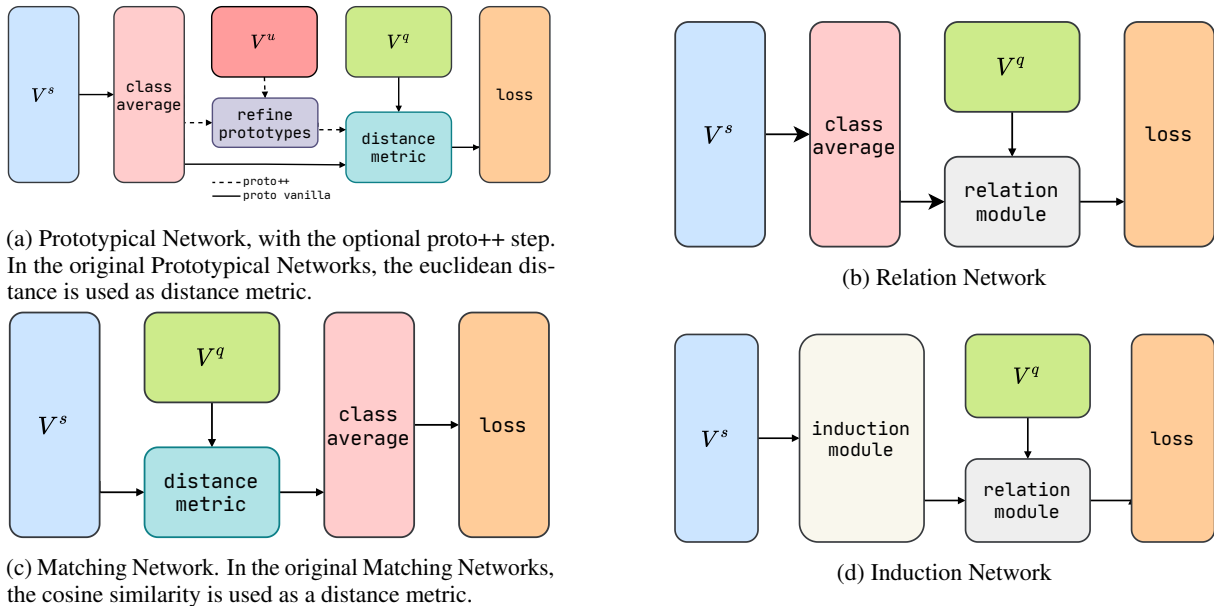 V^s
class
average
V^u
refine
prototypes
V^q
distance
metric
loss
proto++
proto vanilla
(a) Prototypical Network, with the optional proto++ step.
In the original Prototypical Networks, the euclidean dis-
tance is used as distance metric.
V^s
class
average
V^q
relation
module
loss
(b) Relation Network
V^s
V^q
distance
metric
class
average
loss
(c) Matching Network. In the original Matching Networks,
the cosine similarity is used as a distance metric.
V^s
induction
module
V^q
relation
module
loss
(d) Induction Network